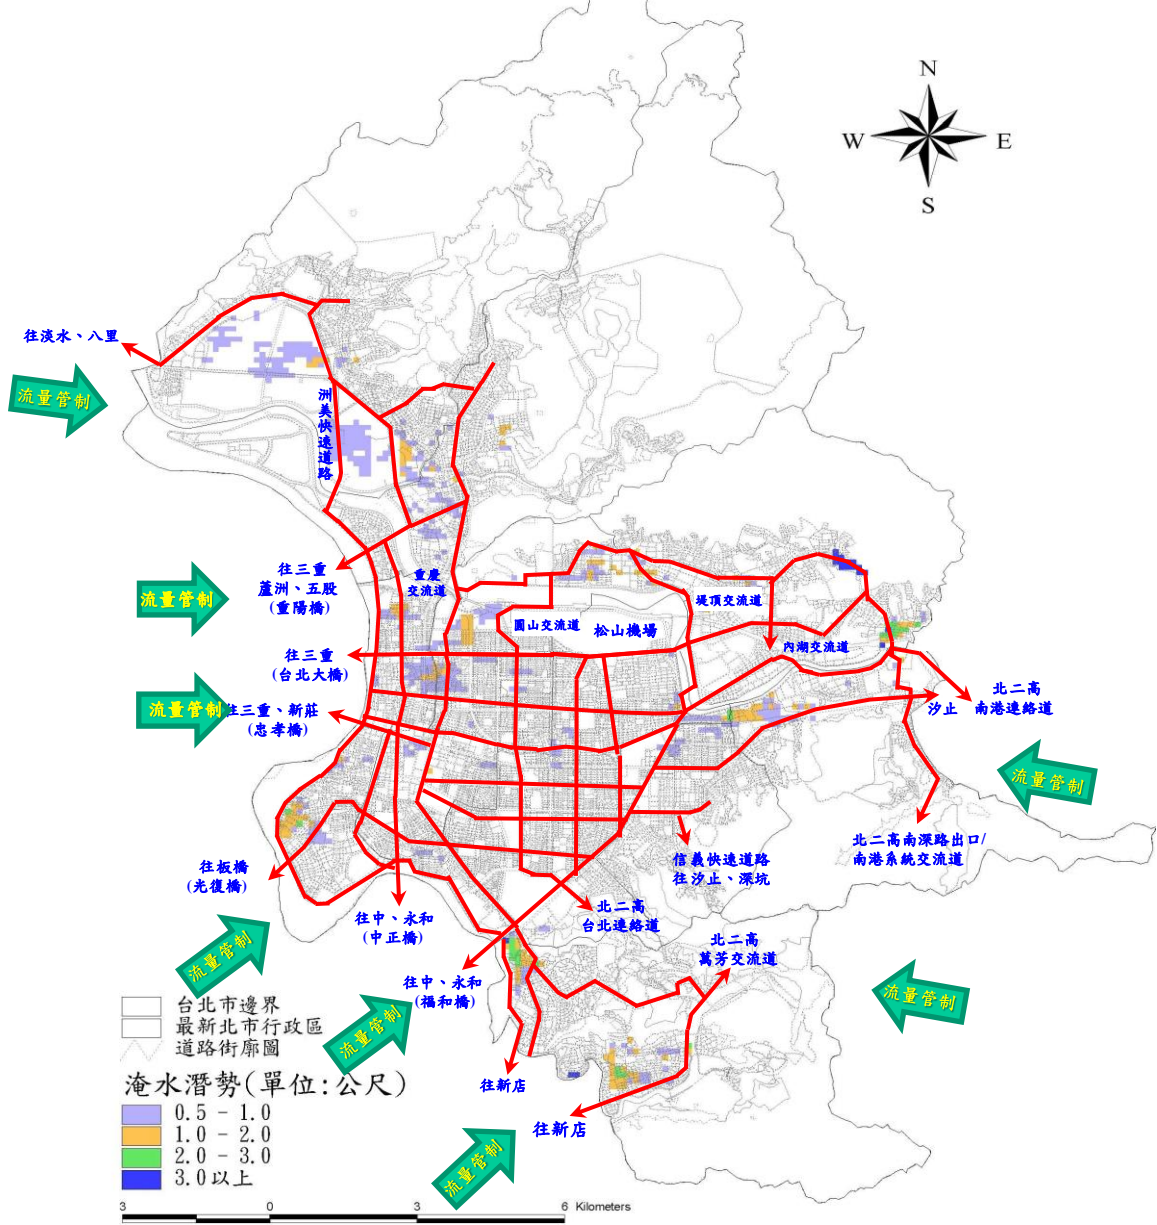 N
W
E
S
往淡水、八里
流量管制
洲美快速道路
往三重
蘆洲、五股
(重陽橋)
重慶
交流道
流量管制
堤頂交流道
圓山交流道
松山機場
內湖交流道
往三重
(台北大橋)
北二高
南港連絡道
汐止
流量管制
往三重、新莊
(忠孝橋)
流量管制
北二高南深路出口/
南港系統交流道
信義快速道路
往汐止、深坑
往板橋
(光復橋)
往中、永和
(中正橋)
北二高
台北連絡道
北二高
萬芳交流道
流量管制
往中、永和
(福和橋)
流量管制
流量管制
往新店
往新店
流量管制
台北市邊界
最新北市行政區
道路街廓圖
淹水潛勢(單位:公尺)
0.5 - 1.0
1.0 - 2.0
2.0 - 3.0
3.0以上
3 0 3 6 Kilometers